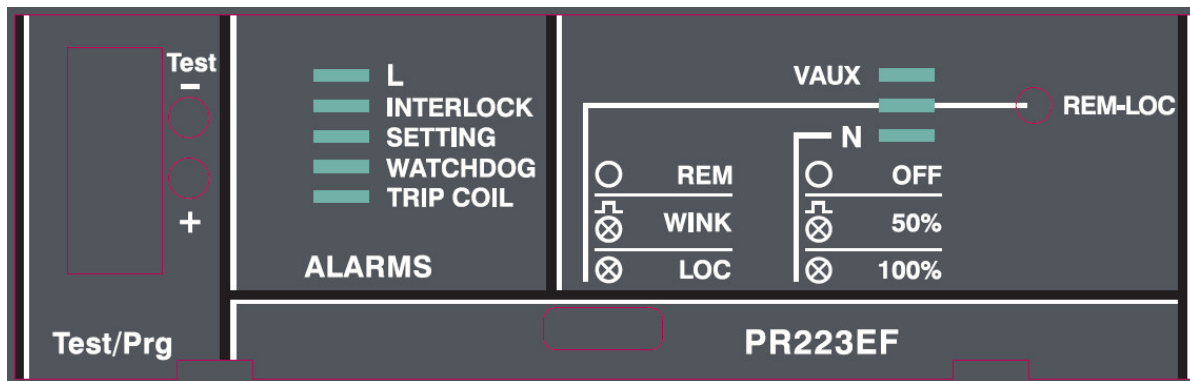 Test
-
+
Test/Prg
L
INTERLOCK
SETTING
WATCHDOG
TRIP COIL
ALARMS
VAUX
REM-LOC
N
REM
WINK
LOC
OFF
50%
100%
PR223EF